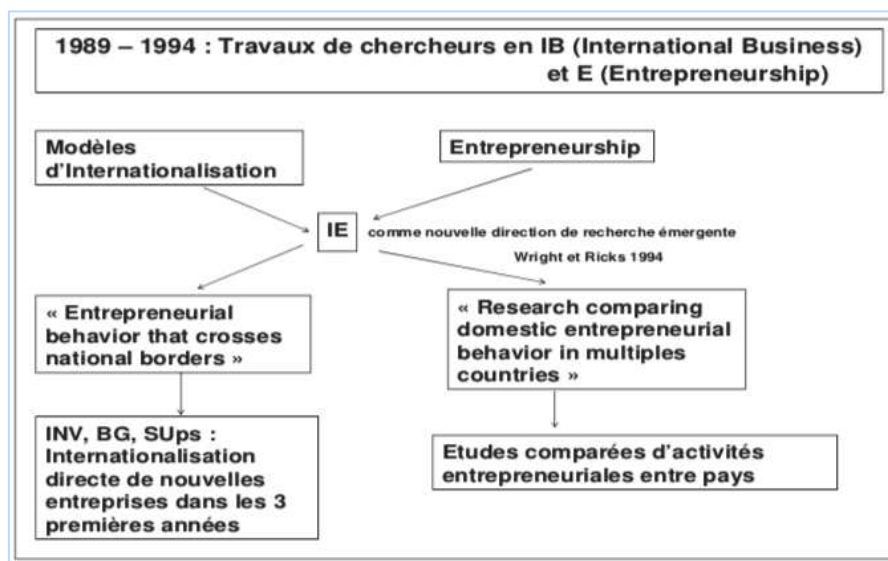 1989 – 1994 : Travaux de chercheurs en IB (International Business)
et E (Entrepreneurship)
Modèles
d'Internationalisation
Entrepreneurship
IE
comme nouvelle direction de recherche émergente
Wright et Ricks 1994
« Entrepreneurial
behavior that crosses
national borders »
« Research comparing
domestic entrepreneurial
behavior in multiples
countries »
INV, BG, SUps :
Internationalisation
directe de nouvelles
entreprises dans les 3
premières années
Etudes comparées d'activités
entrepreneuriales entre pays